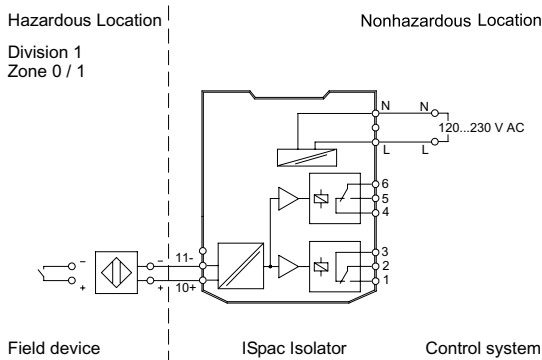 Hazardous Location
Nonhazardous Location
Division 1
Zone 0 / 1
N
N
120...230 V AC
L
L
6
5
4
3
2
1
−
−
11-
+
+
10+
Field device
ISpac Isolator
Control system